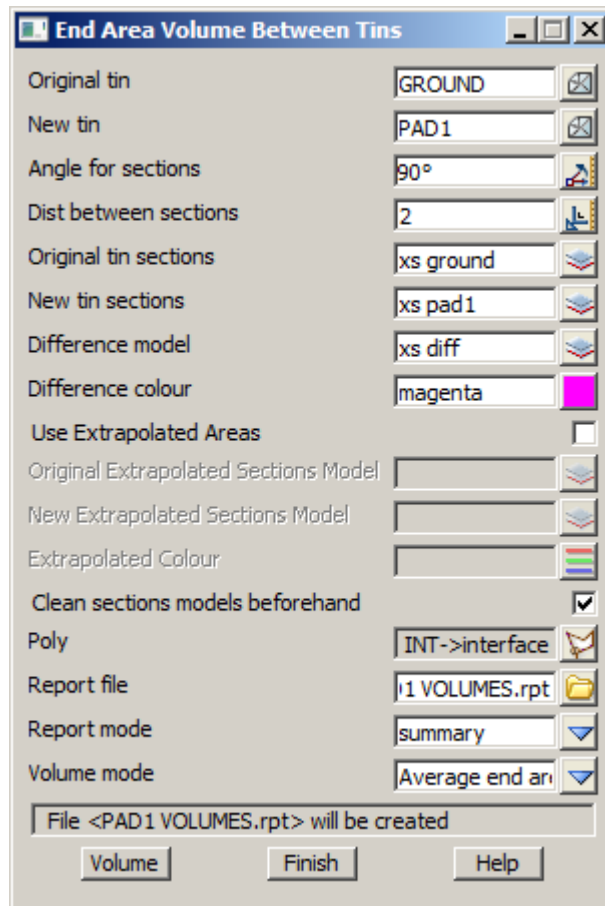 End Area Volume Between Tins
Original tin GROUND
New tin PAD1
Angle for sections 90°
Dist between sections 2
Original tin sections xs ground
New tin sections xs pad1
Difference model xs diff
Difference colour magenta
Use Extrapolated Areas
Original Extrapolated Sections Model
New Extrapolated Sections Model
Extrapolated Colour
Clean sections models beforehand
Poly INT->interface
Report file 1 VOLUMES.rpt
Report mode summary
Volume mode Average end are
File <PAD1 VOLUMES.rpt> will be created
Volume Finish Help